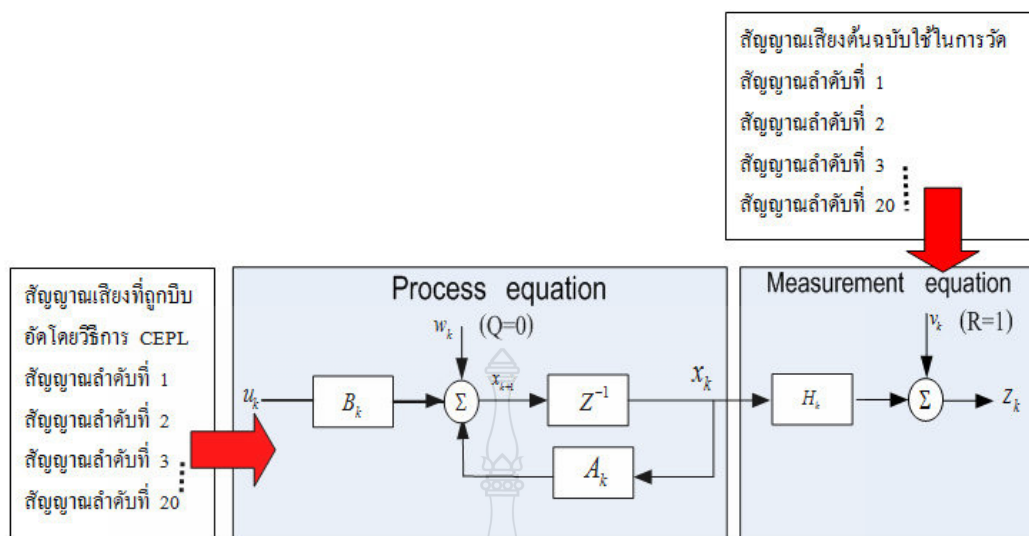 สัญญาณเสียงต้นฉบับใช้ในการวัด
สัญญาณลำดับที่ 1
สัญญาณลำดับที่ 2
สัญญาณลำดับที่ 3
สัญญาณลำดับที่ 20
สัญญาณเสียงที่ถูกบีบ
อัดโดยวิธีการ CEPL
สัญญาณลำดับที่ 1
สัญญาณลำดับที่ 2
สัญญาณลำดับที่ 3
สัญญาณลำดับที่ 20
Process equation
w_k (Q=0)
u_k
B_k
Σ
x_{k+1}
Z^{-1}
x_k
A_k
Measurement equation
v_k (R=1)
H_k
Σ
z_k